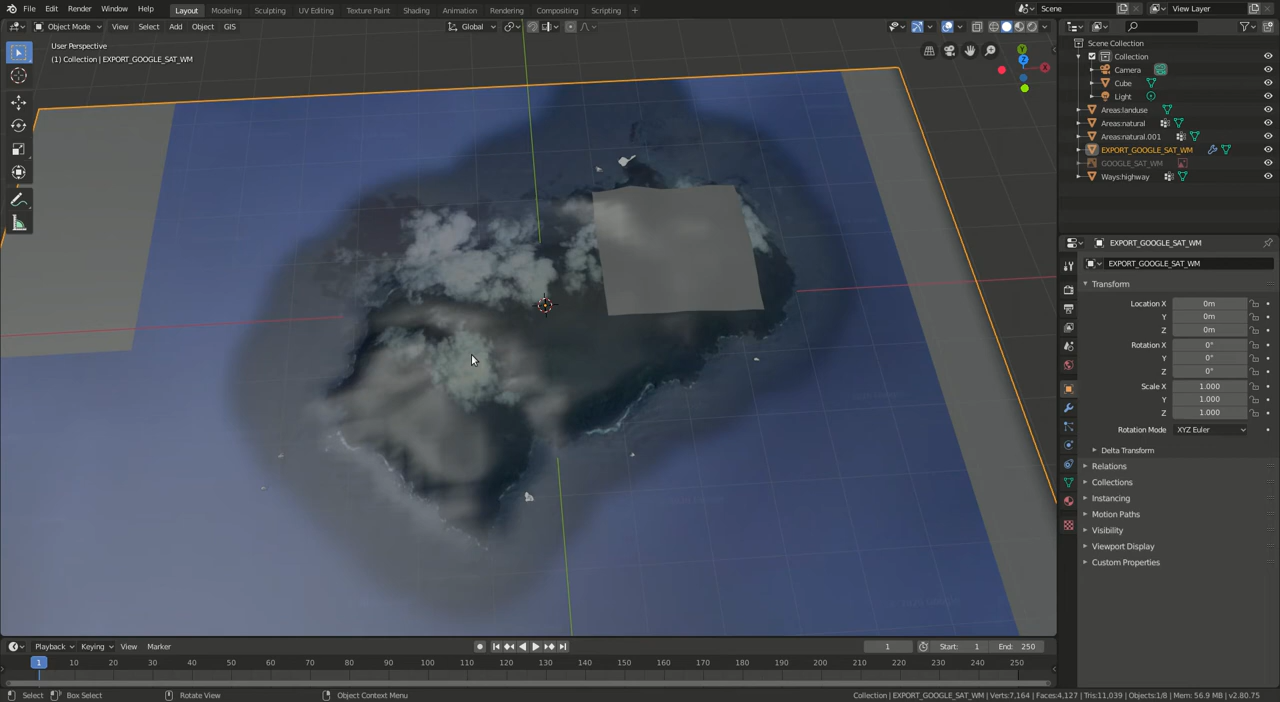 File Edit Render Window Help Layout Modeling Sculpting UV Editing Texture Paint Shading Animation Rendering Compositing Scripting + Scene View Layer
Object Mode View Select Add Object GIS Global
User Perspective
(1) Collection | EXPORT_GOOGLE_SAT_WM
Y
Z
X
Scene Collection
Collection
Camera
Cube
Light
Areas:landuse
Areas:natural
Areas:natural.001
EXPORT_GOOGLE_SAT_WM
GOOGLE_SAT_WM
Ways:highway
EXPORT_GOOGLE_SAT_WM
EXPORT_GOOGLE_SAT_WM
Transform
Location X 0m
Y 0m
Z 0m
Rotation X 0°
Y 0°
Z 0°
Scale X 1.000
Y 1.000
Z 1.000
Rotation Mode XYZ Euler
Delta Transform
Relations
Collections
Instancing
Motion Paths
Visibility
Viewport Display
Custom Properties
Playback Keying View Marker 1 Start: 1 End: 250
1 10 20 30 40 50 60 70 80 90 100 110 120 130 140 150 160 170 180 190 200 210 220 230 240 250
Select Box Select Rotate View Object Context Menu Collection | EXPORT_GOOGLE_SAT_WM | Verts:7,164 | Faces:4,127 | Tris:11,039 | Objects:1/8 | Mem: 56.9 MB | v2.80.75